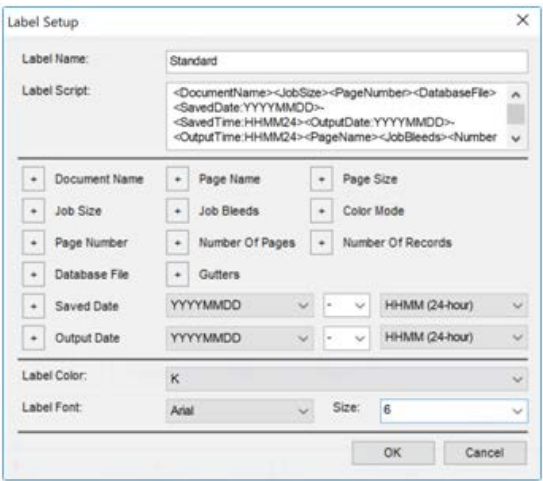 Label Setup
Label Name: Standard
Label Script: <DocumentName><JobSize><PageNumber><DatabaseFile>
<SavedDate:YYYYMMDD>-
<SavedTime:HHMM24><OutputDate:YYYYMMDD>-
<OutputTime:HHMM24><PageName><JobBleeds><Number
+ Document Name + Page Name + Page Size
+ Job Size + Job Bleeds + Color Mode
+ Page Number + Number Of Pages + Number Of Records
+ Database File + Gutters
+ Saved Date YYYYMMDD - HHMM (24-hour)
+ Output Date YYYYMMDD - HHMM (24-hour)
Label Color: K
Label Font: Arial Size: 6
OK Cancel